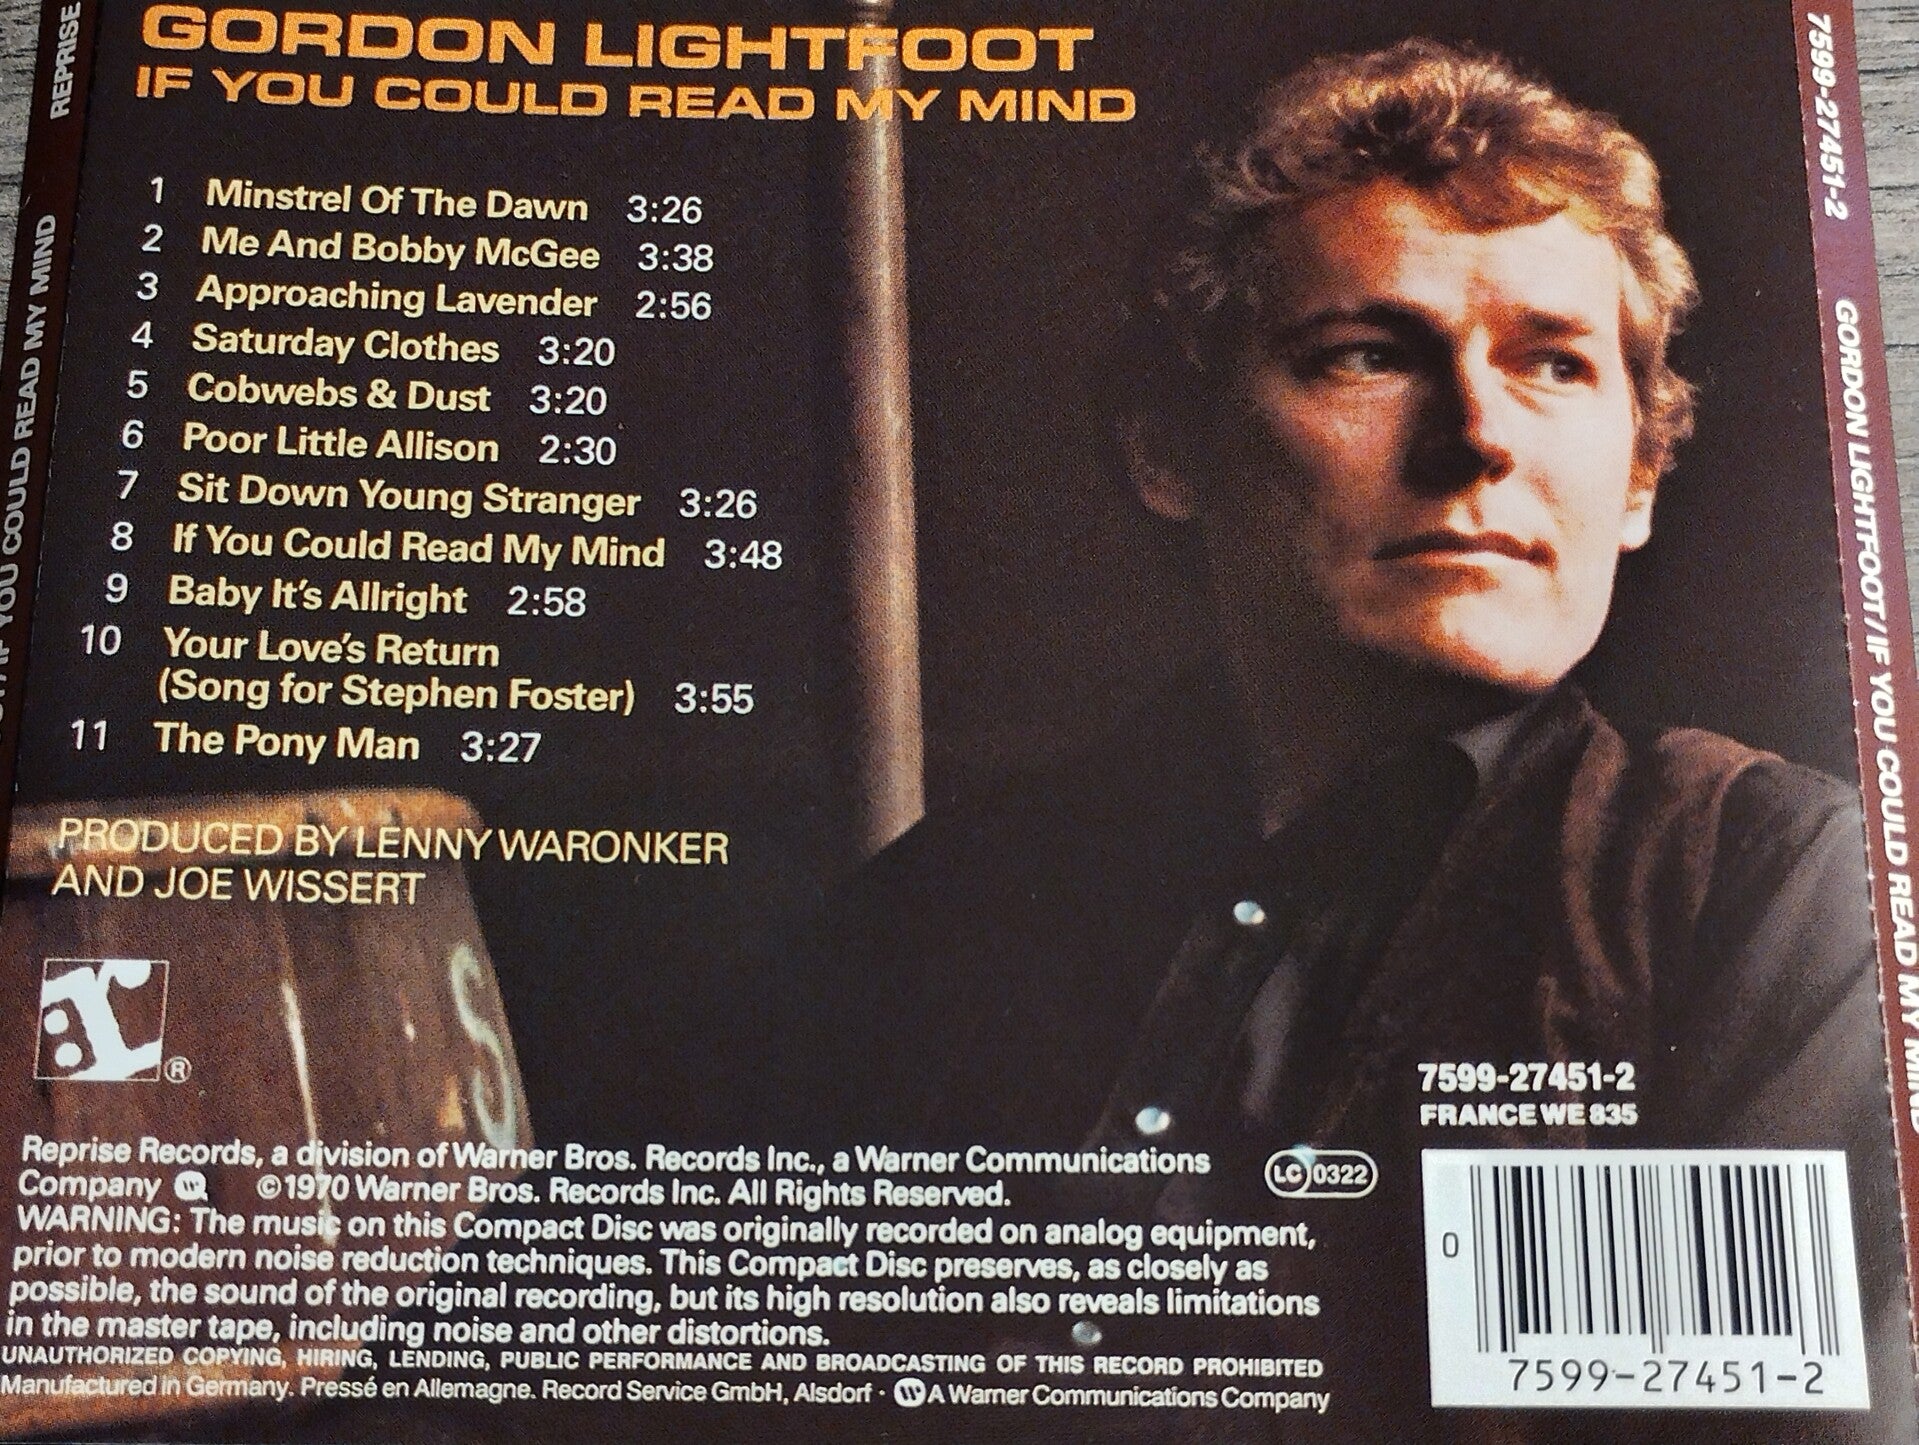 GORDON LIGHTFOOT
IF YOU COULD READ MY MIND
1 Minstrel Of The Dawn 3:26
2 Me And Bobby McGee 3:38
3 Approaching Lavender 2:56
4 Saturday Clothes 3:20
5 Cobwebs & Dust 3:20
6 Poor Little Allison 2:30
7 Sit Down Young Stranger 3:26
8 If You Could Read My Mind 3:48
9 Baby It's Allright 2:58
10 Your Love's Return
(Song for Stephen Foster) 3:55
11 The Pony Man 3:27
PRODUCED BY LENNY WARONKER
AND JOE WISSERT
r ®
S
Reprise Records, a division of Warner Bros. Records Inc., a Warner Communications
Company ©1970 Warner Bros. Records Inc. All Rights Reserved.
WARNING: The music on this Compact Disc was originally recorded on analog equipment,
prior to modern noise reduction techniques. This Compact Disc preserves, as closely as
possible, the sound of the original recording, but its high resolution also reveals limitations
in the master tape, including noise and other distortions.
UNAUTHORIZED COPYING, HIRING, LENDING, PUBLIC PERFORMANCE AND BROADCASTING OF THIS RECORD PROHIBITED
Manufactured in Germany. Pressé en Allemagne. Record Service GmbH, Alsdorf · A Warner Communications Company
LC 0322
7599-27451-2
FRANCE WE 835
0
7599-27451-2
REPRISE
IF YOU COULD READ MY MIND
7599-27451-2 GORDON LIGHTFOOT/IF YOU COULD READ MY MIND